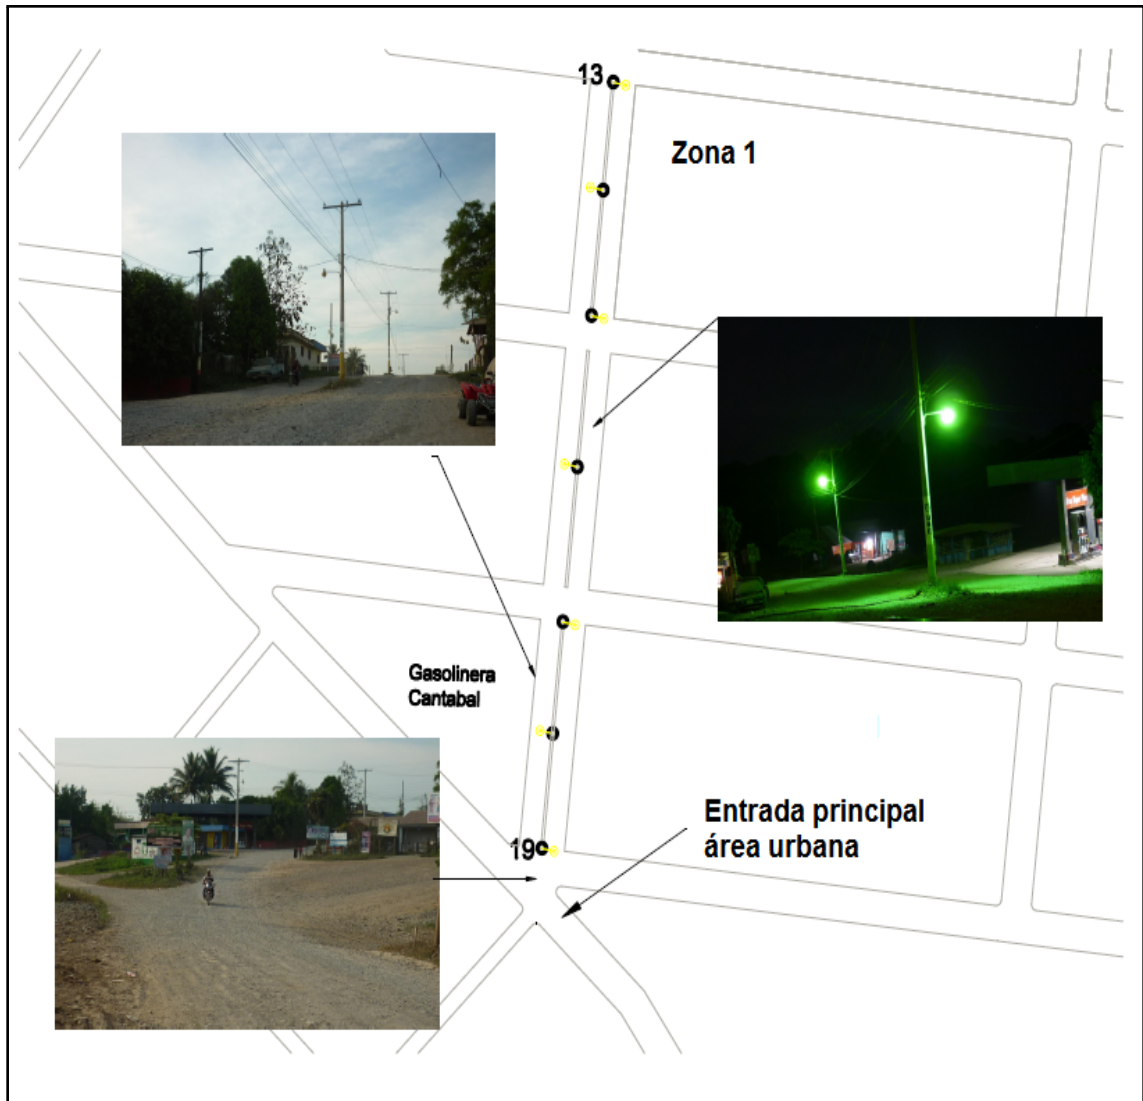 13
Zona 1
Gasolinera
Cantabal
Entrada principal
área urbana
19